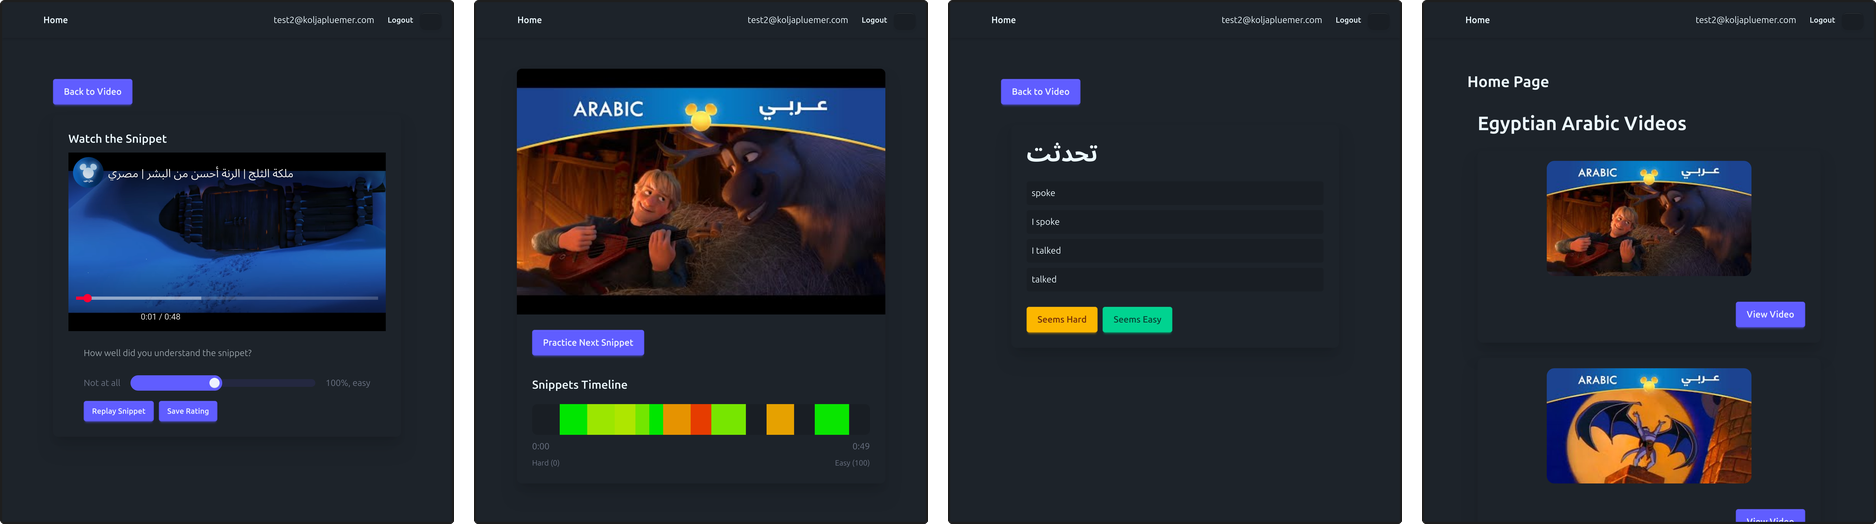 Home
test2@koljapluemer.com
Logout
Back to Video
Watch the Snippet
ملكة الثلج | الرنة أحسن من البشر | مصري
0:01 / 0:48
How well did you understand the snippet?
Not at all
100%, easy
Replay Snippet
Save Rating
Home
test2@koljapluemer.com
Logout
ARABIC
عربي
Practice Next Snippet
Snippets Timeline
0:00
0:49
Hard (0)
Easy (100)
Home
test2@koljapluemer.com
Logout
Back to Video
تحدثت
spoke
I spoke
I talked
talked
Seems Hard
Seems Easy
Home
test2@koljapluemer.com
Logout
Home Page
Egyptian Arabic Videos
ARABIC
عربي
View Video
ARABIC
عربي
View Video